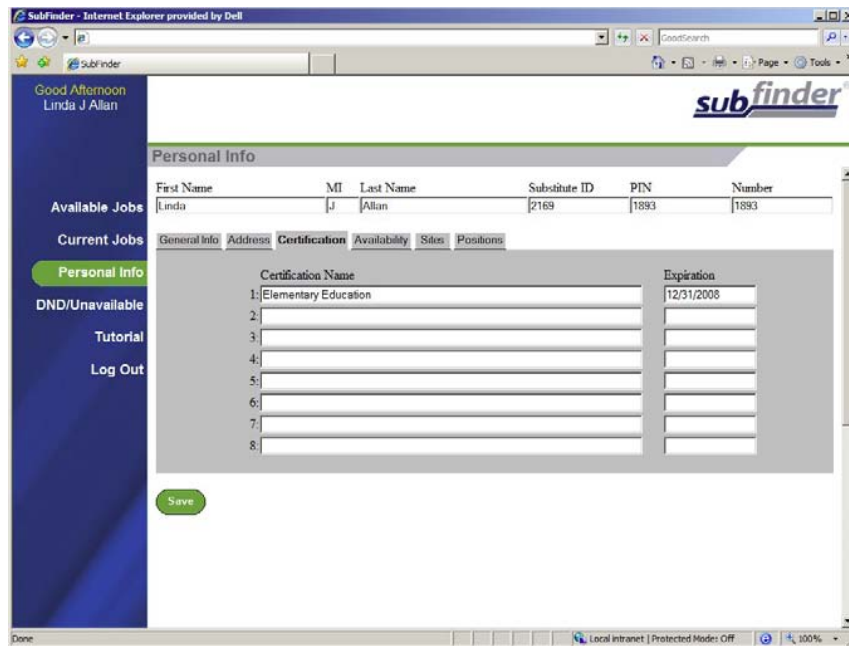 SubFinder - Internet Explorer provided by Dell
GoodSearch
SubFinder
Page Tools
Good Afternoon
Linda J Allan
subfinder
Personal Info
First Name MI Last Name Substitute ID PIN Number
Linda J Allan 2169 1893 1893
Available Jobs
Current Jobs
Personal Info
DND/Unavailable
Tutorial
Log Out
General Info Address Certification Availability Sites Positions
Certification Name Expiration
1: Elementary Education 12/31/2008
2:
3:
4:
5:
6:
7:
8:
Save
Done Local intranet | Protected Mode: Off 100%